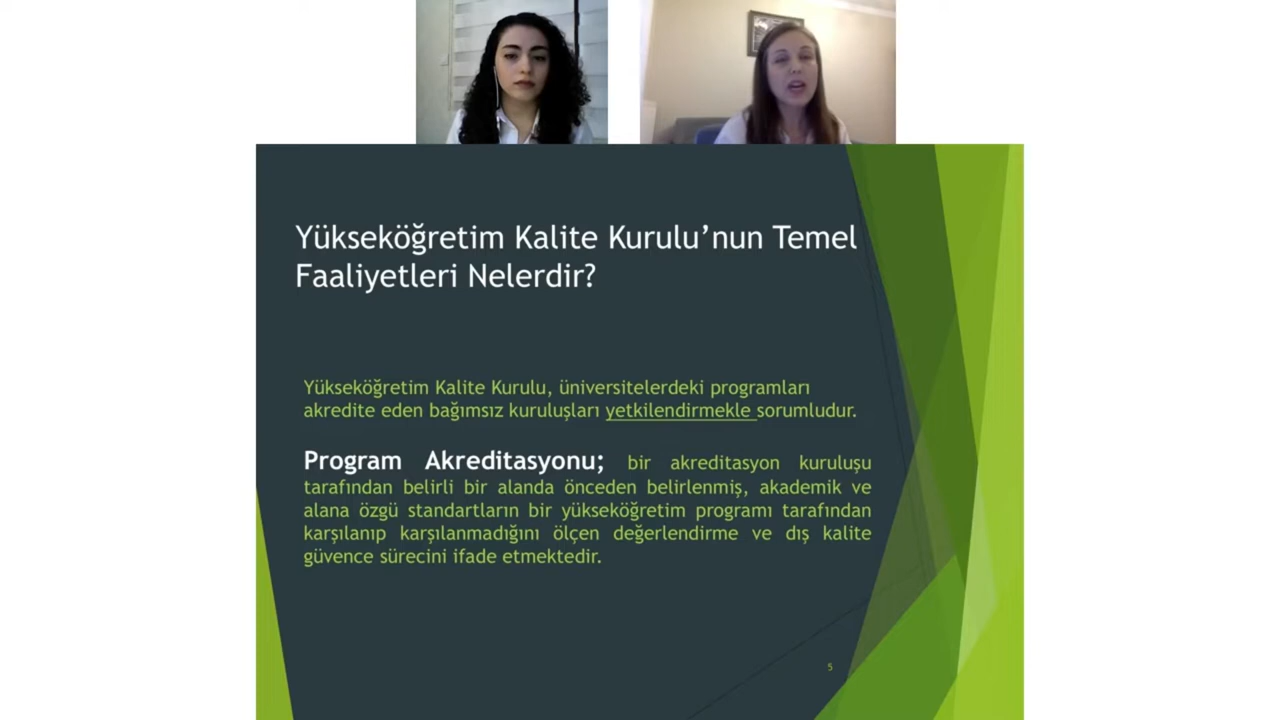 Yükseköğretim Kalite Kurulu’nun Temel
Faaliyetleri Nelerdir?
Yükseköğretim Kalite Kurulu, üniversitelerdeki programları
akredite eden bağımsız kuruluşları yetkilendirmekle sorumludur.
Program Akreditasyonu; bir akreditasyon kuruluşu
tarafından belirli bir alanda önceden belirlenmiş, akademik ve
alana özgü standartların bir yükseköğretim programı tarafından
karşılanıp karşılanmadığını ölçen değerlendirme ve dış kalite
güvence sürecini ifade etmektedir.
5